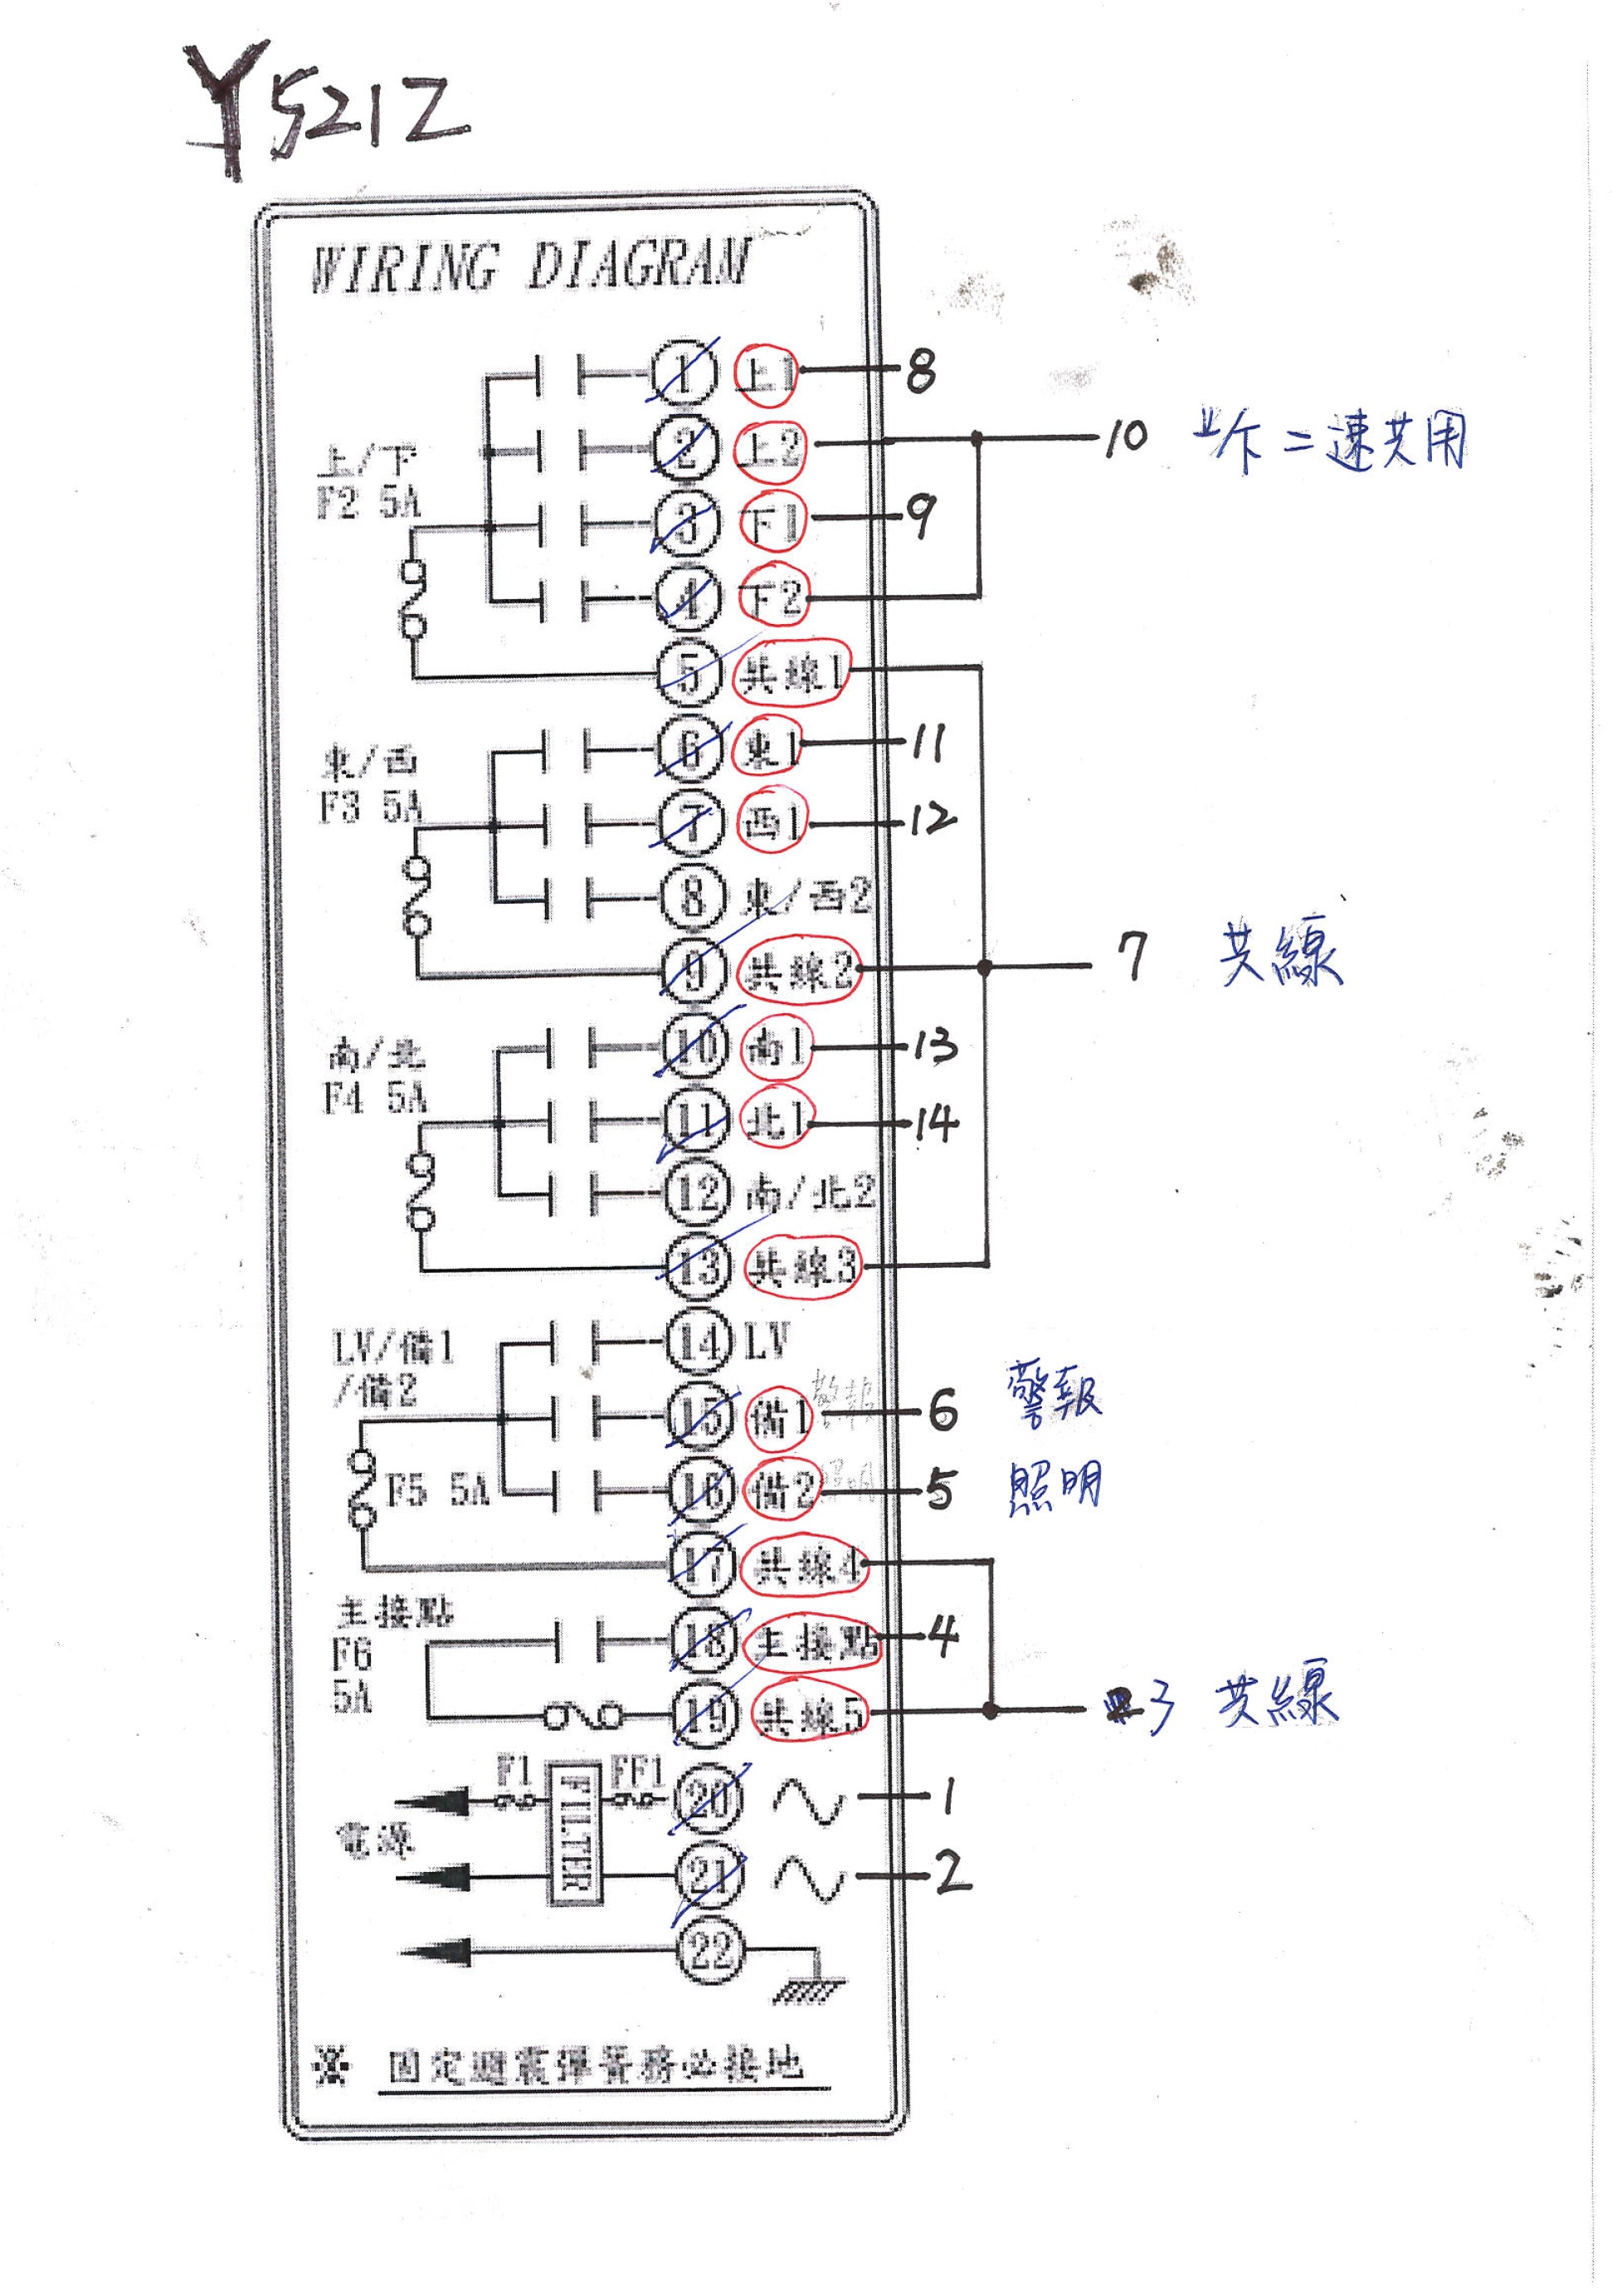 Y521Z
WIRING DIAGRAM
1 上1 8
上/下
F2 5A
2 上2 10 上/下二速共用
3 下1 9
4 下2
5 共線1
東/西
F3 5A
6 東1 11
7 西1 12
8 東/西2
9 共線2 7 共線
南/北
F4 5A
10 南1 13
11 北1 14
12 南/北2
13 共線3
LV/備1
/備2
14 LV
15 備1 警報 6 警報
F5 5A
16 備2 照明 5 照明
17 共線4
主接點
F6
5A
18 主接點 4
19 共線5 3 共線
F1 FILTER FF1 20 1
電源
21 2
22
※ 固定避震彈簧務必接地